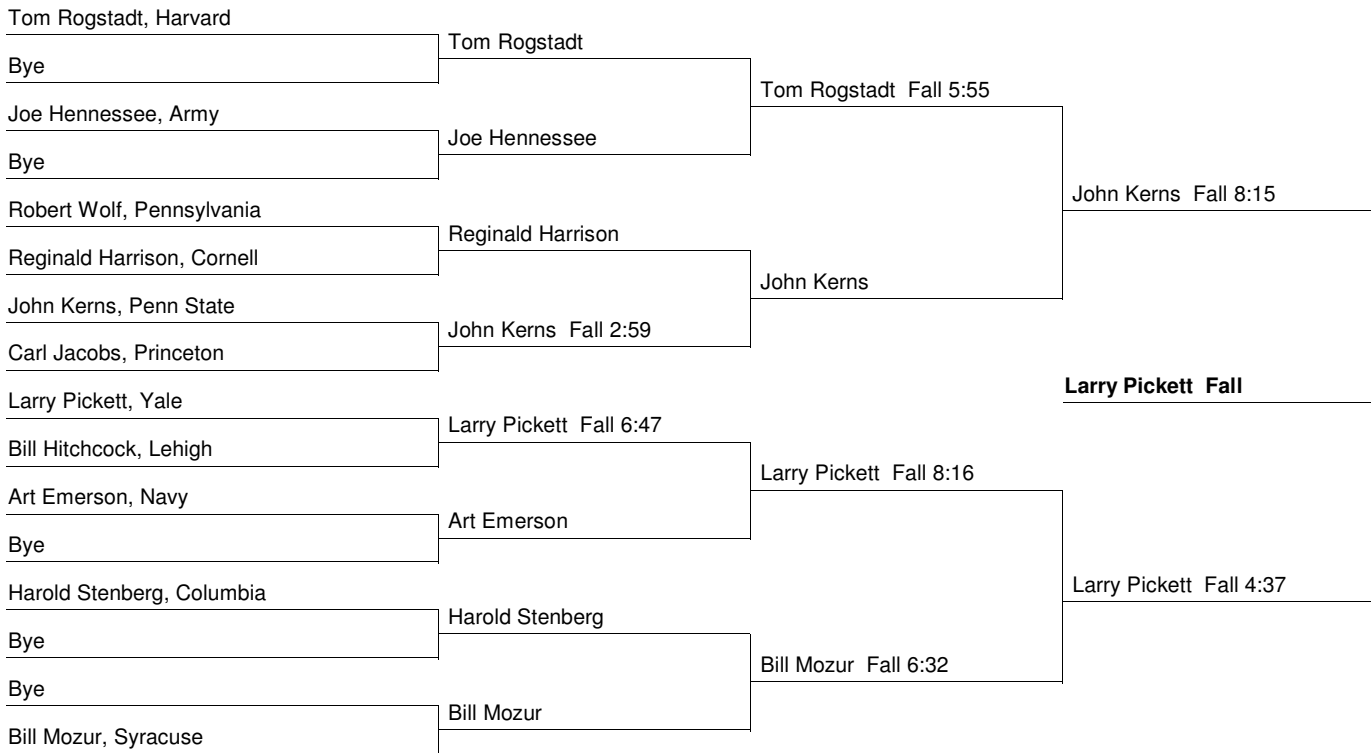 Tom Rogstadt, Harvard
Bye
Joe Hennessee, Army
Bye
Robert Wolf, Pennsylvania
Reginald Harrison, Cornell
John Kerns, Penn State
Carl Jacobs, Princeton
Larry Pickett, Yale
Bill Hitchcock, Lehigh
Art Emerson, Navy
Bye
Harold Stenberg, Columbia
Bye
Bye
Bill Mozur, Syracuse
Tom Rogstadt
Joe Hennessee
Reginald Harrison
John Kerns Fall 2:59
Larry Pickett Fall 6:47
Art Emerson
Harold Stenberg
Bill Mozur
Tom Rogstadt Fall 5:55
John Kerns
Larry Pickett Fall 8:16
Bill Mozur Fall 6:32
John Kerns Fall 8:15
Larry Pickett Fall 4:37
Larry Pickett Fall